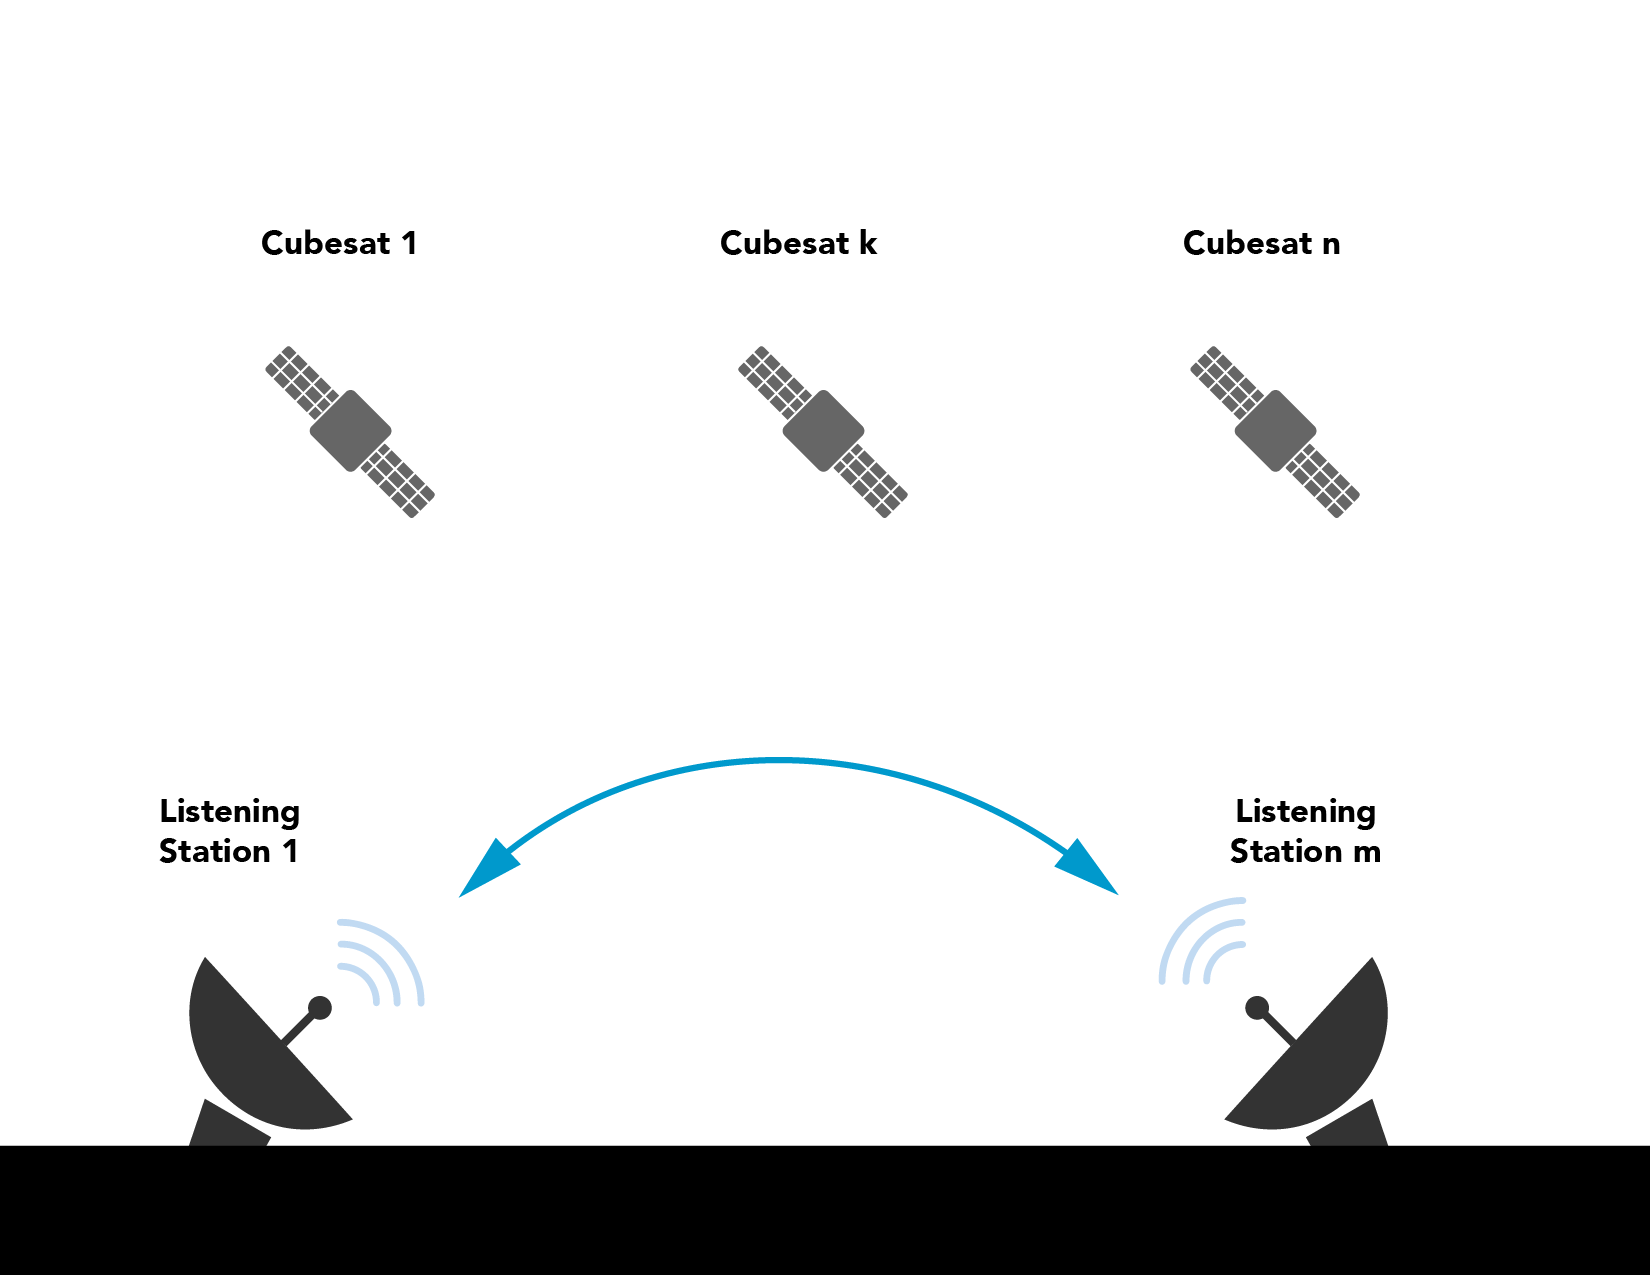 Cubesat 1
Cubesat k
Cubesat n
Listening
Station 1
Listening
Station m